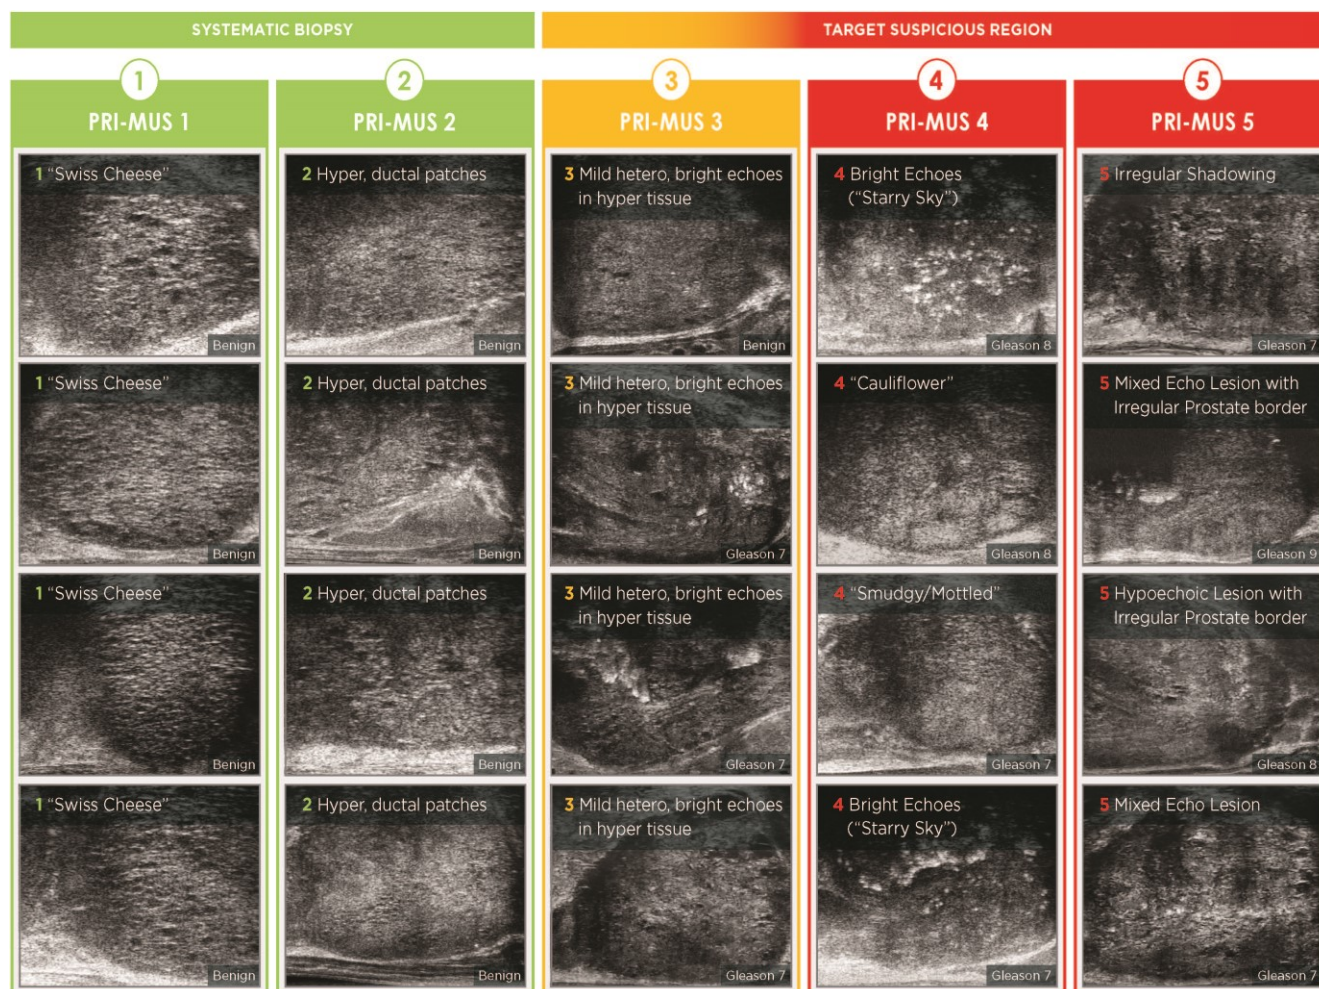 SYSTEMATIC BIOPSY
TARGET SUSPICIOUS REGION
1
2
3
4
5
PRI-MUS 1
PRI-MUS 2
PRI-MUS 3
PRI-MUS 4
PRI-MUS 5
1 “Swiss Cheese”
Benign
2 Hyper, ductal patches
Benign
3 Mild hetero, bright echoes
in hyper tissue
Benign
4 Bright Echoes
(“Starry Sky”)
Gleason 8
5 Irregular Shadowing
Gleason 7
1 “Swiss Cheese”
Benign
2 Hyper, ductal patches
Benign
3 Mild hetero, bright echoes
in hyper tissue
Gleason 7
4 “Cauliflower”
Gleason 8
5 Mixed Echo Lesion with
Irregular Prostate border
Gleason 9
1 “Swiss Cheese”
Benign
2 Hyper, ductal patches
Benign
3 Mild hetero, bright echoes
in hyper tissue
Gleason 7
4 “Smudgy/Mottled”
Gleason 7
5 Hypoechoic Lesion with
Irregular Prostate border
Gleason 8
1 “Swiss Cheese”
Benign
2 Hyper, ductal patches
Benign
3 Mild hetero, bright echoes
in hyper tissue
Gleason 7
4 Bright Echoes
(“Starry Sky”)
Gleason 7
5 Mixed Echo Lesion
Gleason 7